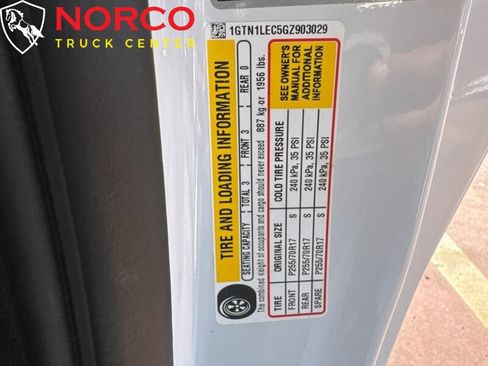 NORCO
TRUCK CENTER
1GTN1LEC5GZ903029
TIRE AND LOADING INFORMATION
SEATING CAPACITY TOTAL 3 FRONT 3 REAR 0
The combined weight of occupants and cargo should never exceed 887 kg or 1956 lbs.
TIRE ORIGINAL SIZE COLD TIRE PRESSURE
FRONT P255/70R17 S 240 kPa, 35 PSI
REAR P255/70R17 S 240 kPa, 35 PSI
SPARE P255/70R17 S 240 kPa, 35 PSI
SEE OWNER'S
MANUAL FOR
ADDITIONAL
INFORMATION